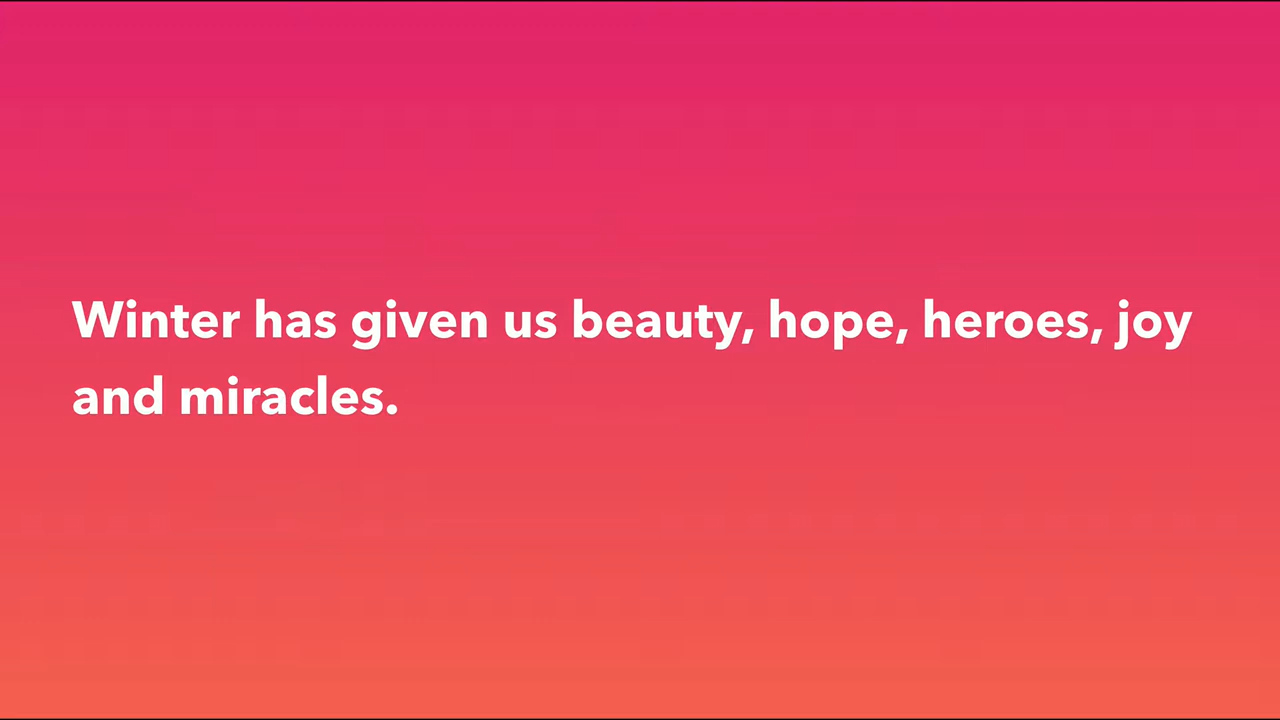 Winter has given us beauty, hope, heroes, joy
and miracles.